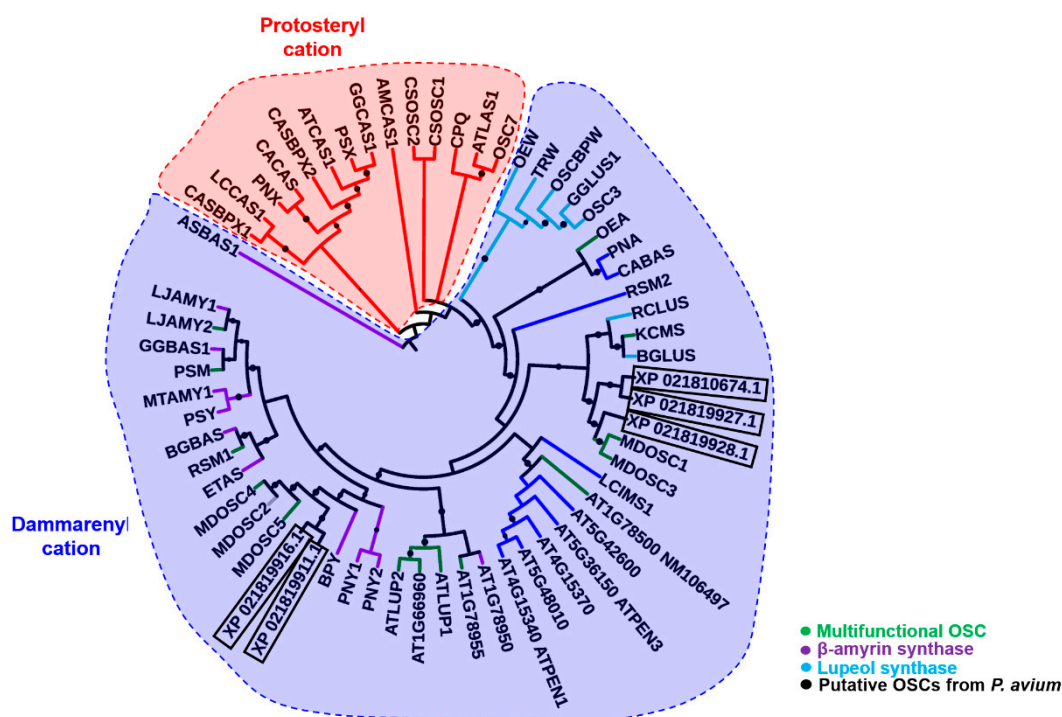 Protosteryl
cation
CASBPX1
LCCAS1
PNX
CACAS
CASBPX2
ATCAS1
PSX
GGCAS1
AMCAS1
CSOSC2
CSOSC1
CPQ
ATLAS1
OSC7
OEW
TRW
OSCBPW
GGLUS1
OSC3
OEA
PNA
CABAS
RSM2
RCLUS
KCMS
BGLUS
XP 021810674.1
XP 021819927.1
XP 021819928.1
MDOSC1
MDOSC3
LCIMS1
AT1G78500 NM106497
AT5G42600
AT5G36150 ATPEN3
AT4G15370
AT5G48010
AT4G15340 ATPEN1
AT1G78950
AT1G78955
ATLUP1
AT1G66960
ATLUP2
PNY2
PNY1
BPY
XP 021819911.1
XP 021819916.1
MDOSC5
MDOSC2
MDOSC4
ETAS
RSM1
BGBAS
PSY
MTAMY1
PSM
GGBAS1
LJAMY2
LJAMY1
ASBAS1
Dammarenyl
cation
Multifunctional OSC
β-amyrin synthase
Lupeol synthase
Putative OSCs from P. avium